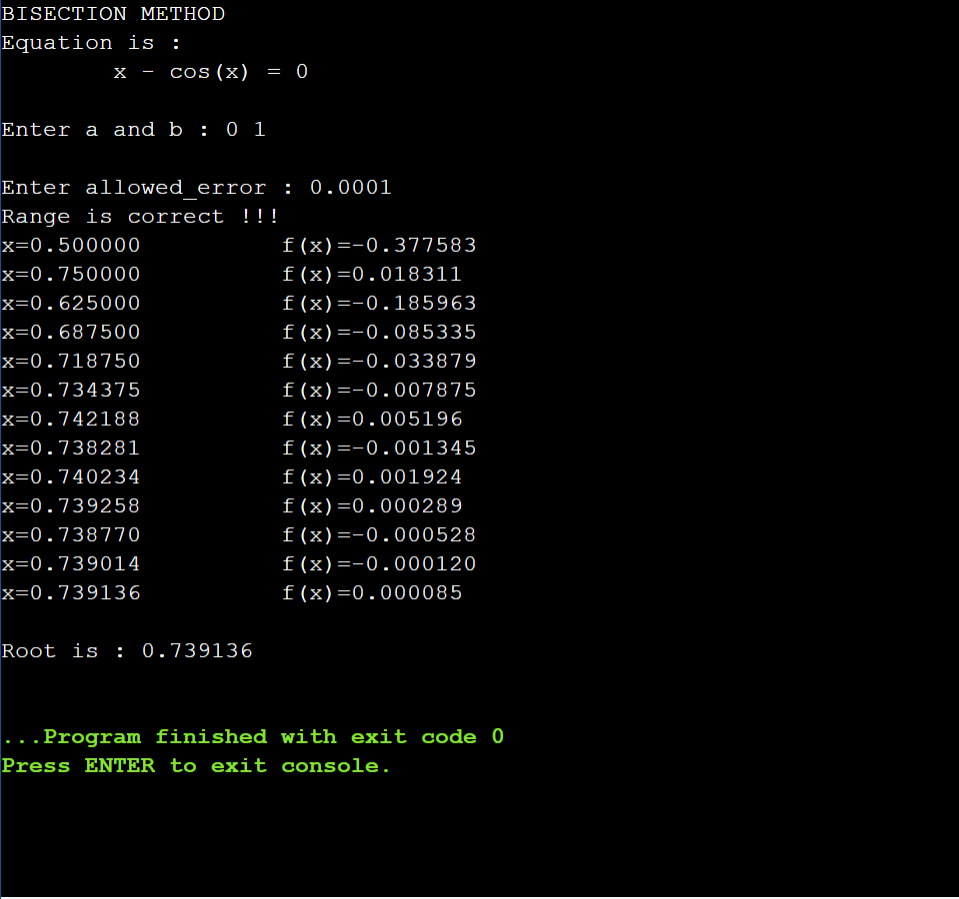 BISECTION METHOD
Equation is :
        x - cos(x) = 0
Enter a and b : 0 1
Enter allowed_error : 0.0001
Range is correct !!!
x=0.500000          f(x)=-0.377583
x=0.750000          f(x)=0.018311
x=0.625000          f(x)=-0.185963
x=0.687500          f(x)=-0.085335
x=0.718750          f(x)=-0.033879
x=0.734375          f(x)=-0.007875
x=0.742188          f(x)=0.005196
x=0.738281          f(x)=-0.001345
x=0.740234          f(x)=0.001924
x=0.739258          f(x)=0.000289
x=0.738770          f(x)=-0.000528
x=0.739014          f(x)=-0.000120
x=0.739136          f(x)=0.000085
Root is : 0.739136
...Program finished with exit code 0
Press ENTER to exit console.